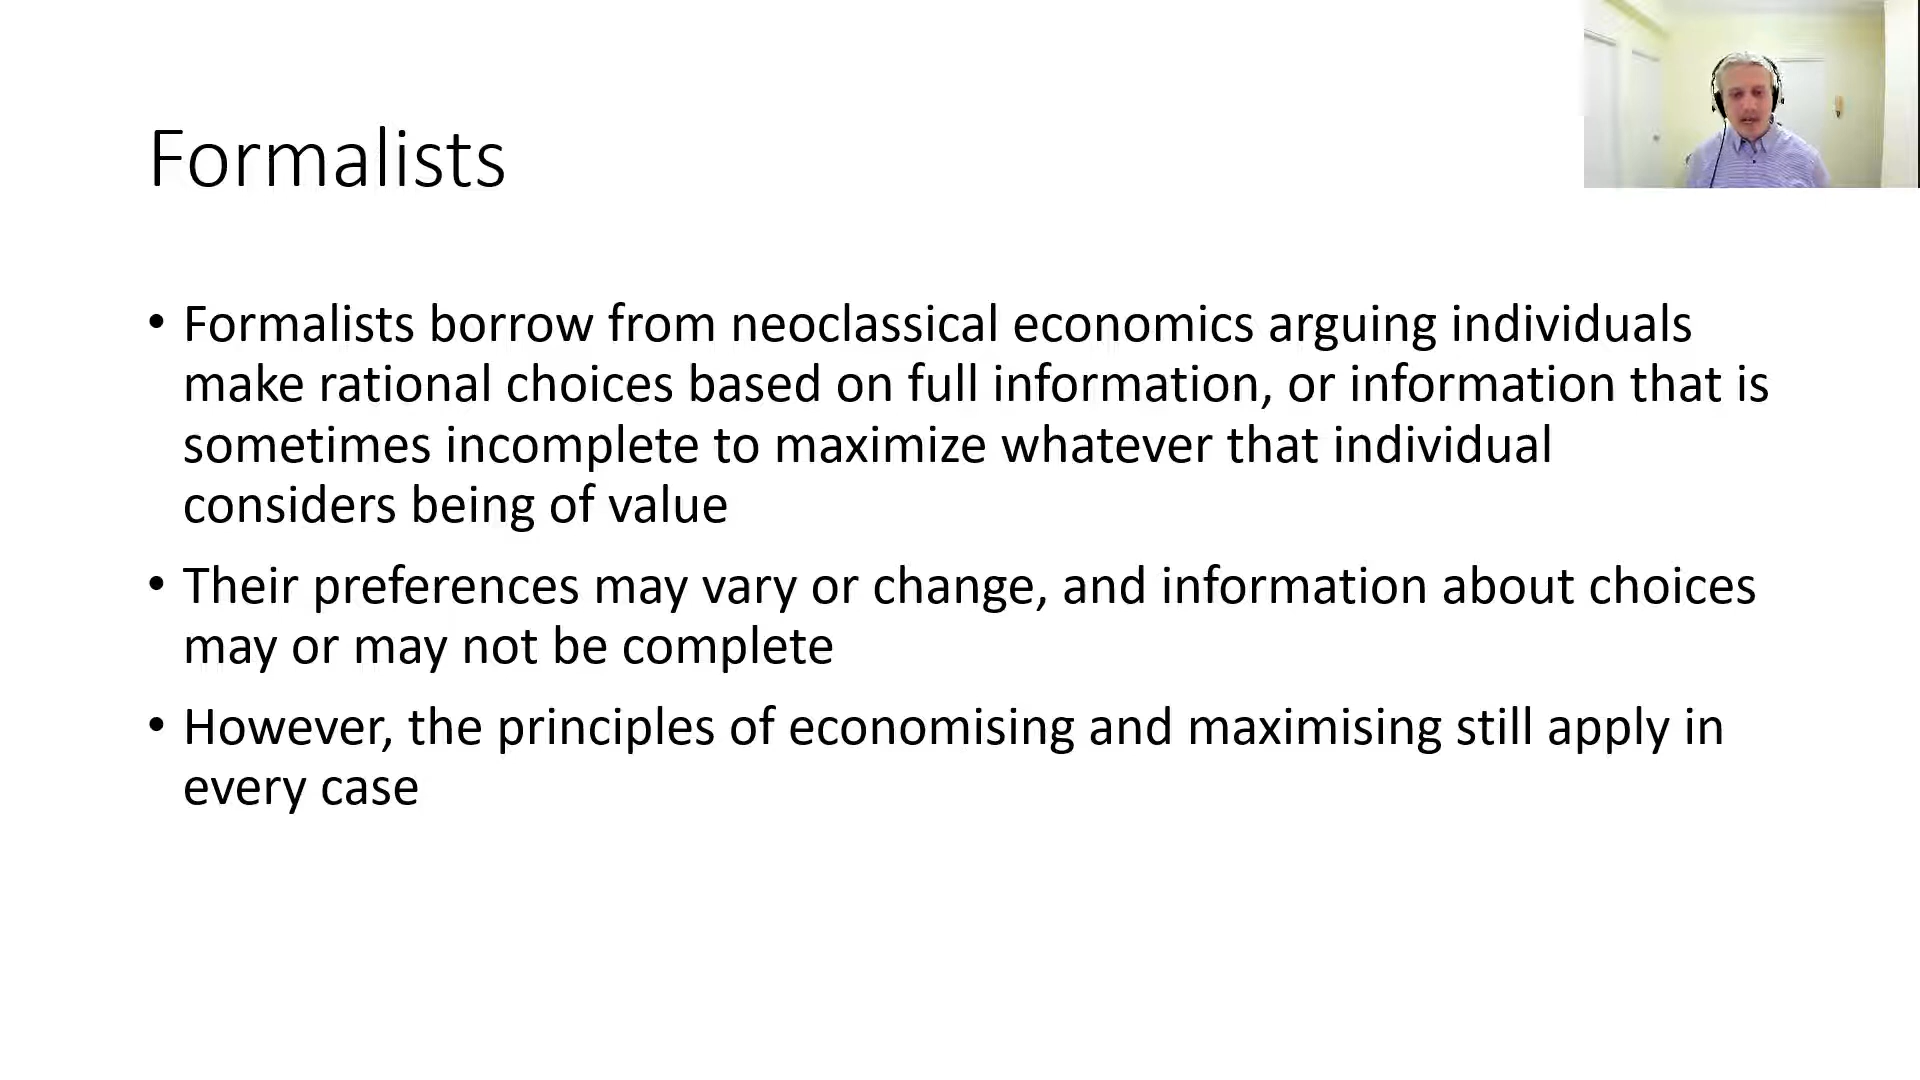 Formalists
• Formalists borrow from neoclassical economics arguing individuals
make rational choices based on full information, or information that is
sometimes incomplete to maximize whatever that individual
considers being of value
• Their preferences may vary or change, and information about choices
may or may not be complete
• However, the principles of economising and maximising still apply in
every case